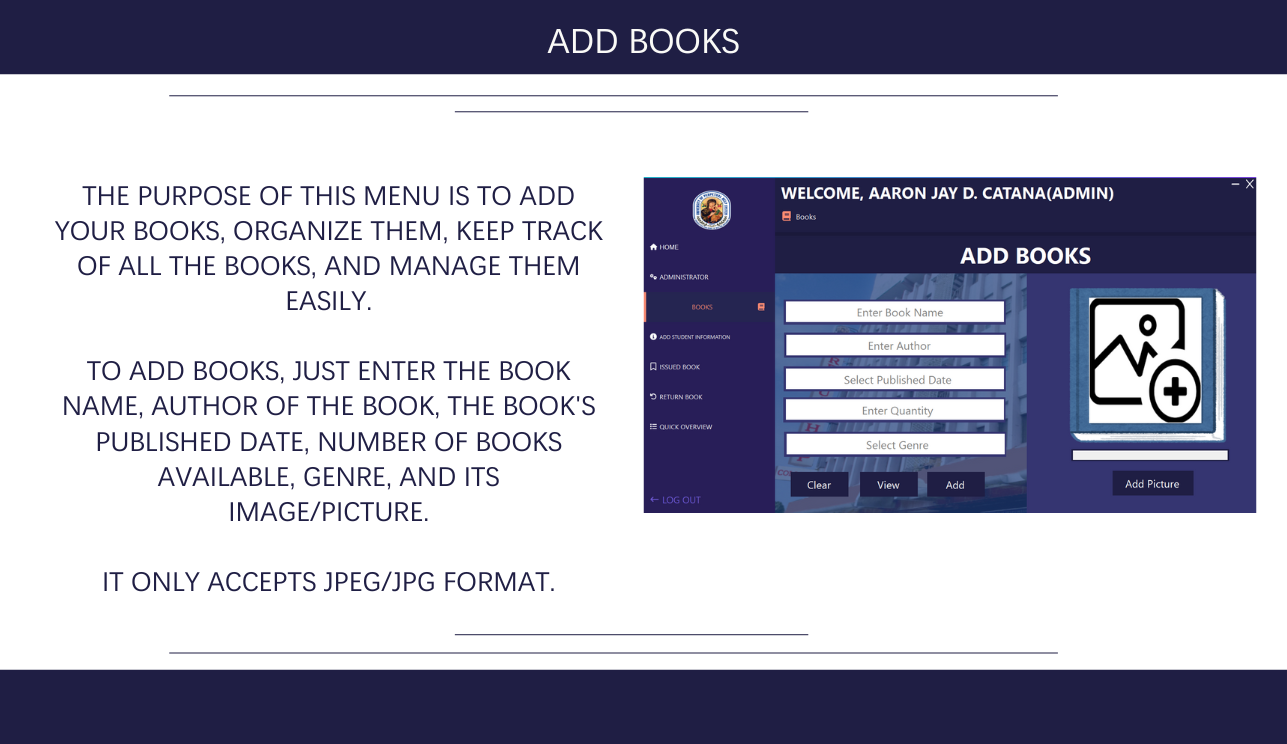 ADD BOOKS
THE PURPOSE OF THIS MENU IS TO ADD
YOUR BOOKS, ORGANIZE THEM, KEEP TRACK
OF ALL THE BOOKS, AND MANAGE THEM
EASILY.
TO ADD BOOKS, JUST ENTER THE BOOK
NAME, AUTHOR OF THE BOOK, THE BOOK'S
PUBLISHED DATE, NUMBER OF BOOKS
AVAILABLE, GENRE, AND ITS
IMAGE/PICTURE.
IT ONLY ACCEPTS JPEG/JPG FORMAT.
HOME
ADMINISTRATOR
BOOKS
ADD STUDENT INFORMATION
ISSUED BOOK
RETURN BOOK
QUICK OVERVIEW
LOG OUT
WELCOME, AARON JAY D. CATANA(ADMIN)
Books
ADD BOOKS
Enter Book Name
Enter Author
Select Published Date
Enter Quantity
Select Genre
Clear View Add
Add Picture